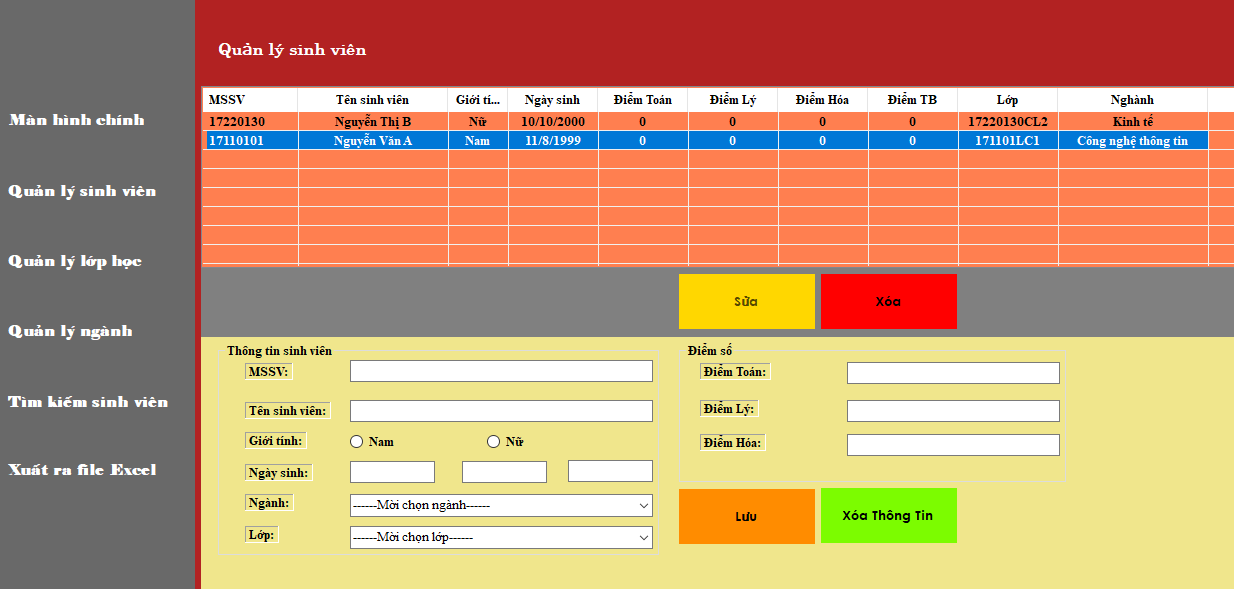 Quản lý sinh viên
Màn hình chính
Quản lý sinh viên
Quản lý lớp học
Quản lý ngành
Tìm kiếm sinh viên
Xuất ra file Excel
MSSV Tên sinh viên Giới tí... Ngày sinh Điểm Toán Điểm Lý Điểm Hóa Điểm TB Lớp Nghành
17220130 Nguyễn Thị B Nữ 10/10/2000 0 0 0 0 17220130CL2 Kinh tế
17110101 Nguyễn Văn A Nam 11/8/1999 0 0 0 0 171101LC1 Công nghệ thông tin
Sửa Xóa
Thông tin sinh viên
MSSV:
Tên sinh viên:
Giới tính: Nam Nữ
Ngày sinh:
Ngành: ------Mời chọn ngành------
Lớp: ------Mời chọn lớp------
Điểm số
Điểm Toán:
Điểm Lý:
Điểm Hóa:
Lưu Xóa Thông Tin